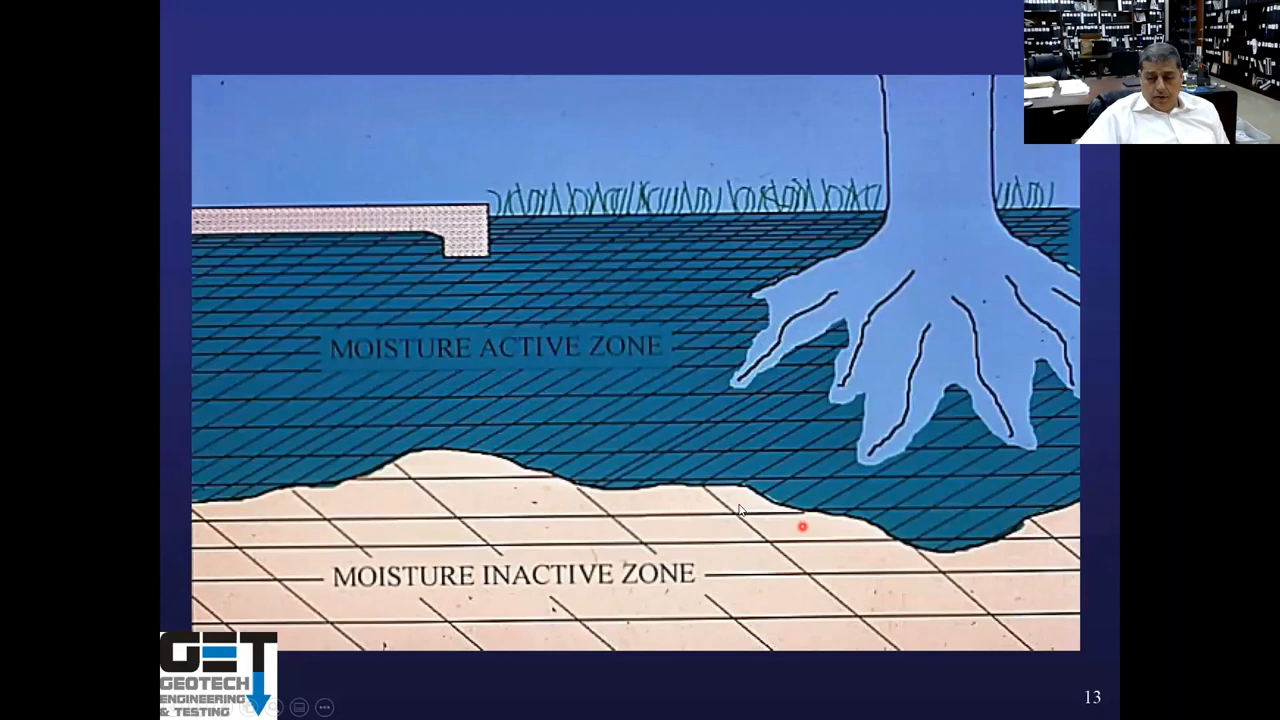 MOISTURE ACTIVE ZONE
MOISTURE INACTIVE ZONE
GET
GEOTECH
ENGINEERING
& TESTING
13